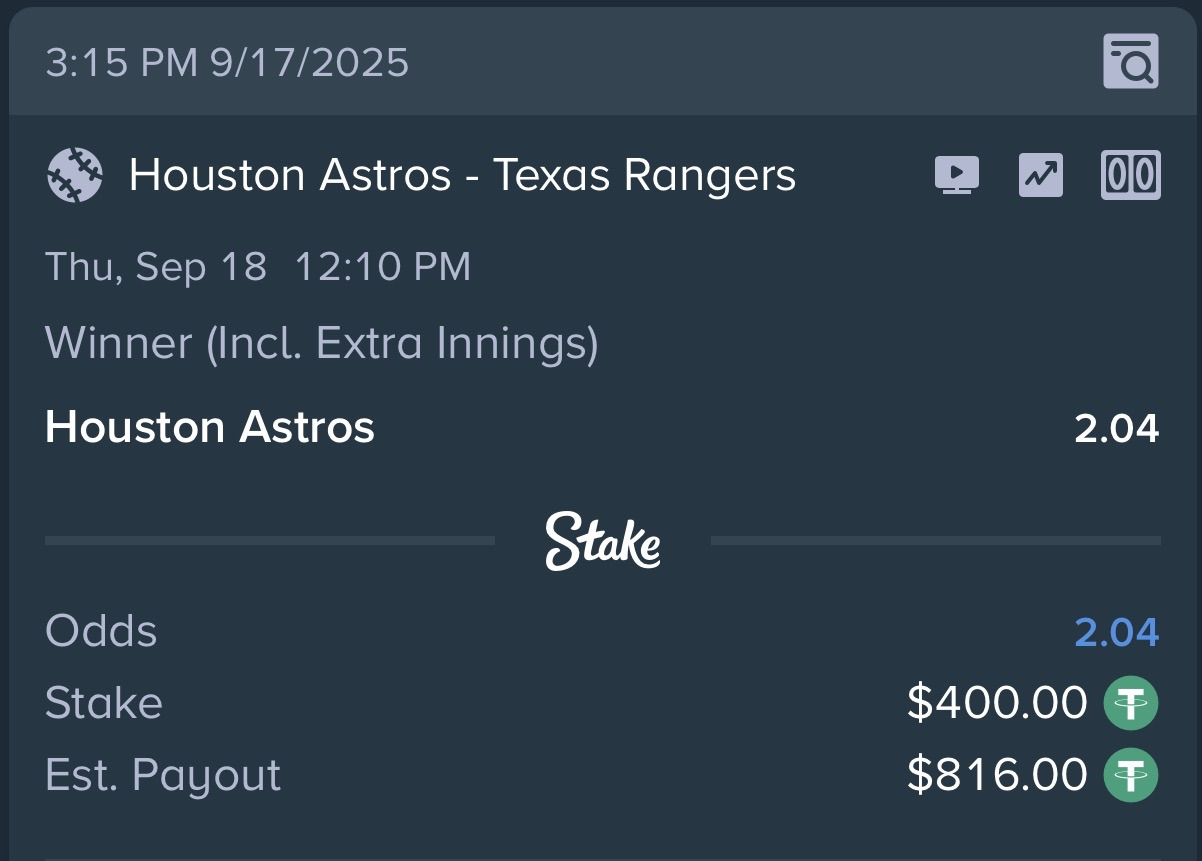 3:15 PM 9/17/2025
Houston Astros - Texas Rangers
Thu, Sep 18 12:10 PM
Winner (Incl. Extra Innings)
Houston Astros 2.04
Stake
Odds 2.04
Stake $400.00
Est. Payout $816.00